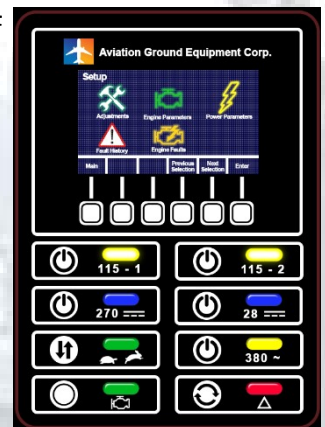 Aviation Ground Equipment Corp.
Setup
Adjustments Engine Parameters Power Parameters
Fault History Engine Faults
Main Previous Selection Next Selection Enter
115 - 1 115 - 2
270 28
380 ~